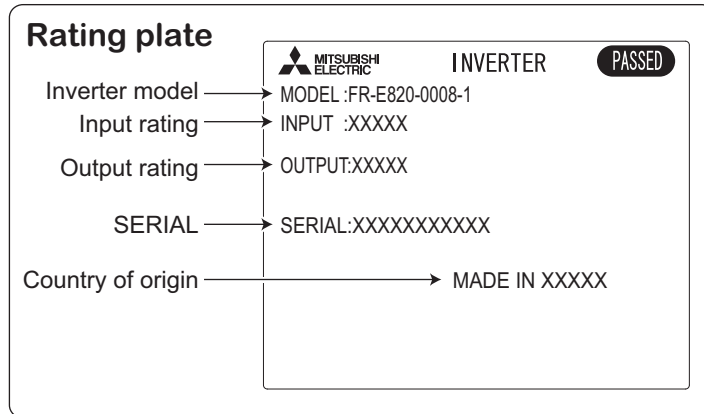 Rating plate
MITSUBISHI
ELECTRIC
INVERTER
PASSED
Inverter model
MODEL :FR-E820-0008-1
Input rating
INPUT :XXXXX
Output rating
OUTPUT:XXXXX
SERIAL
SERIAL:XXXXXXXXXXX
Country of origin
MADE IN XXXXX